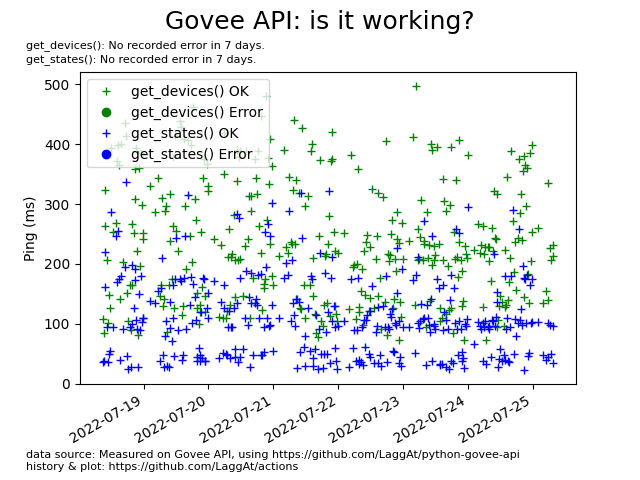 Govee API: is it working?
get_devices(): No recorded error in 7 days.
get_states(): No recorded error in 7 days.
get_devices() OK
get_devices() Error
get_states() OK
get_states() Error
500
400
300
200
100
0
Ping (ms)
2022-07-19
2022-07-20
2022-07-21
2022-07-22
2022-07-23
2022-07-24
2022-07-25
data source: Measured on Govee API, using https://github.com/LaggAt/python-govee-api
history & plot: https://github.com/LaggAt/actions